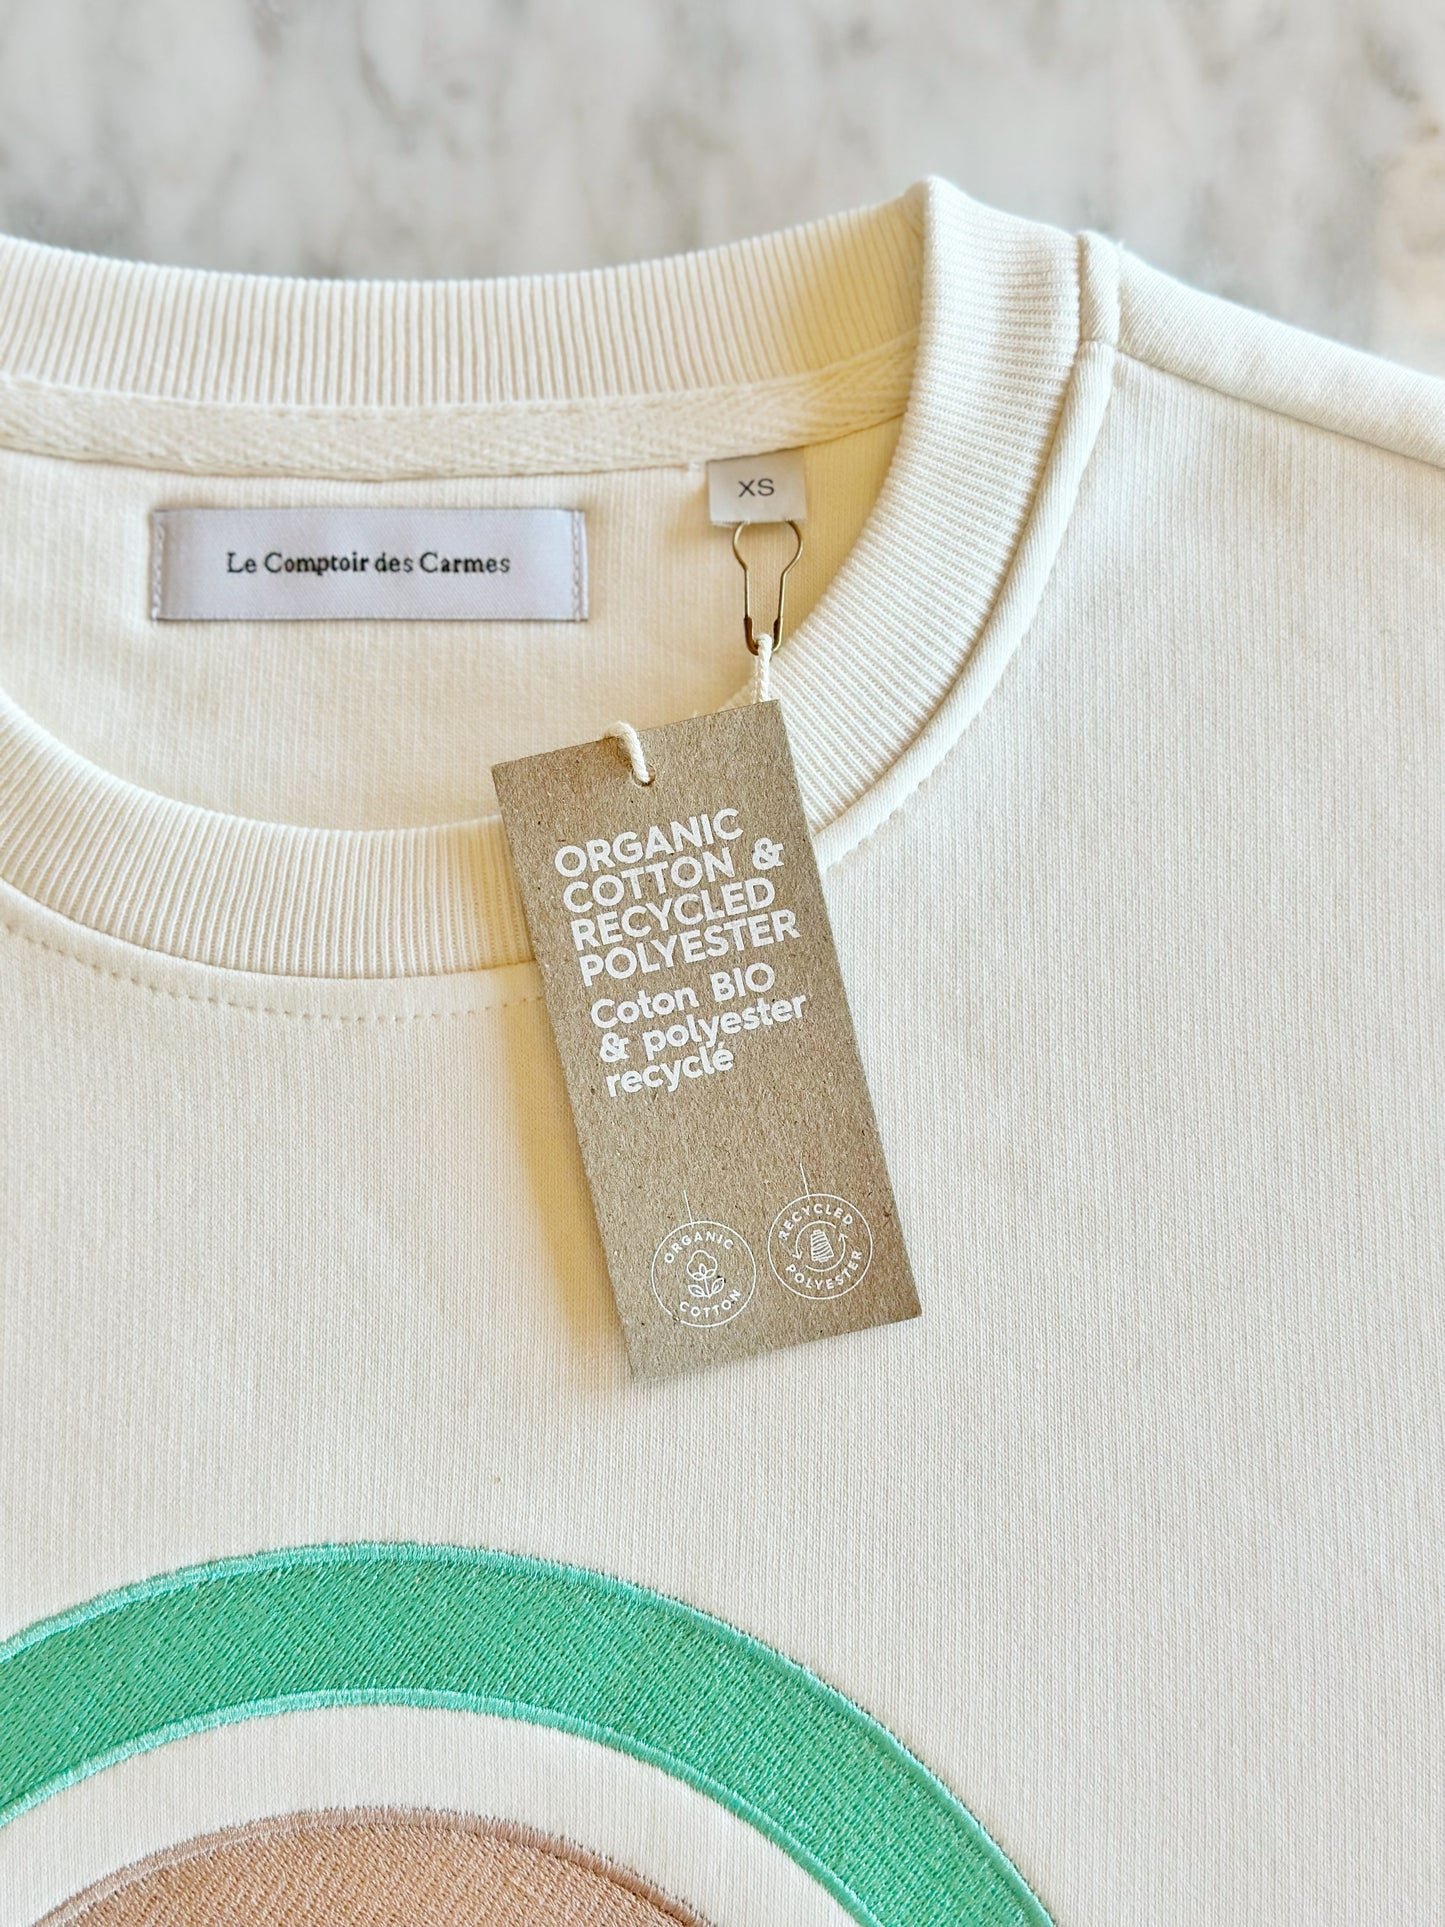 XS
Le Comptoir des Carmes
ORGANIC
COTTON &
RECYCLED
POLYESTER
Coton BIO
& polyester
recyclé
ORGANIC
COTTON
RECYCLED
POLYESTER